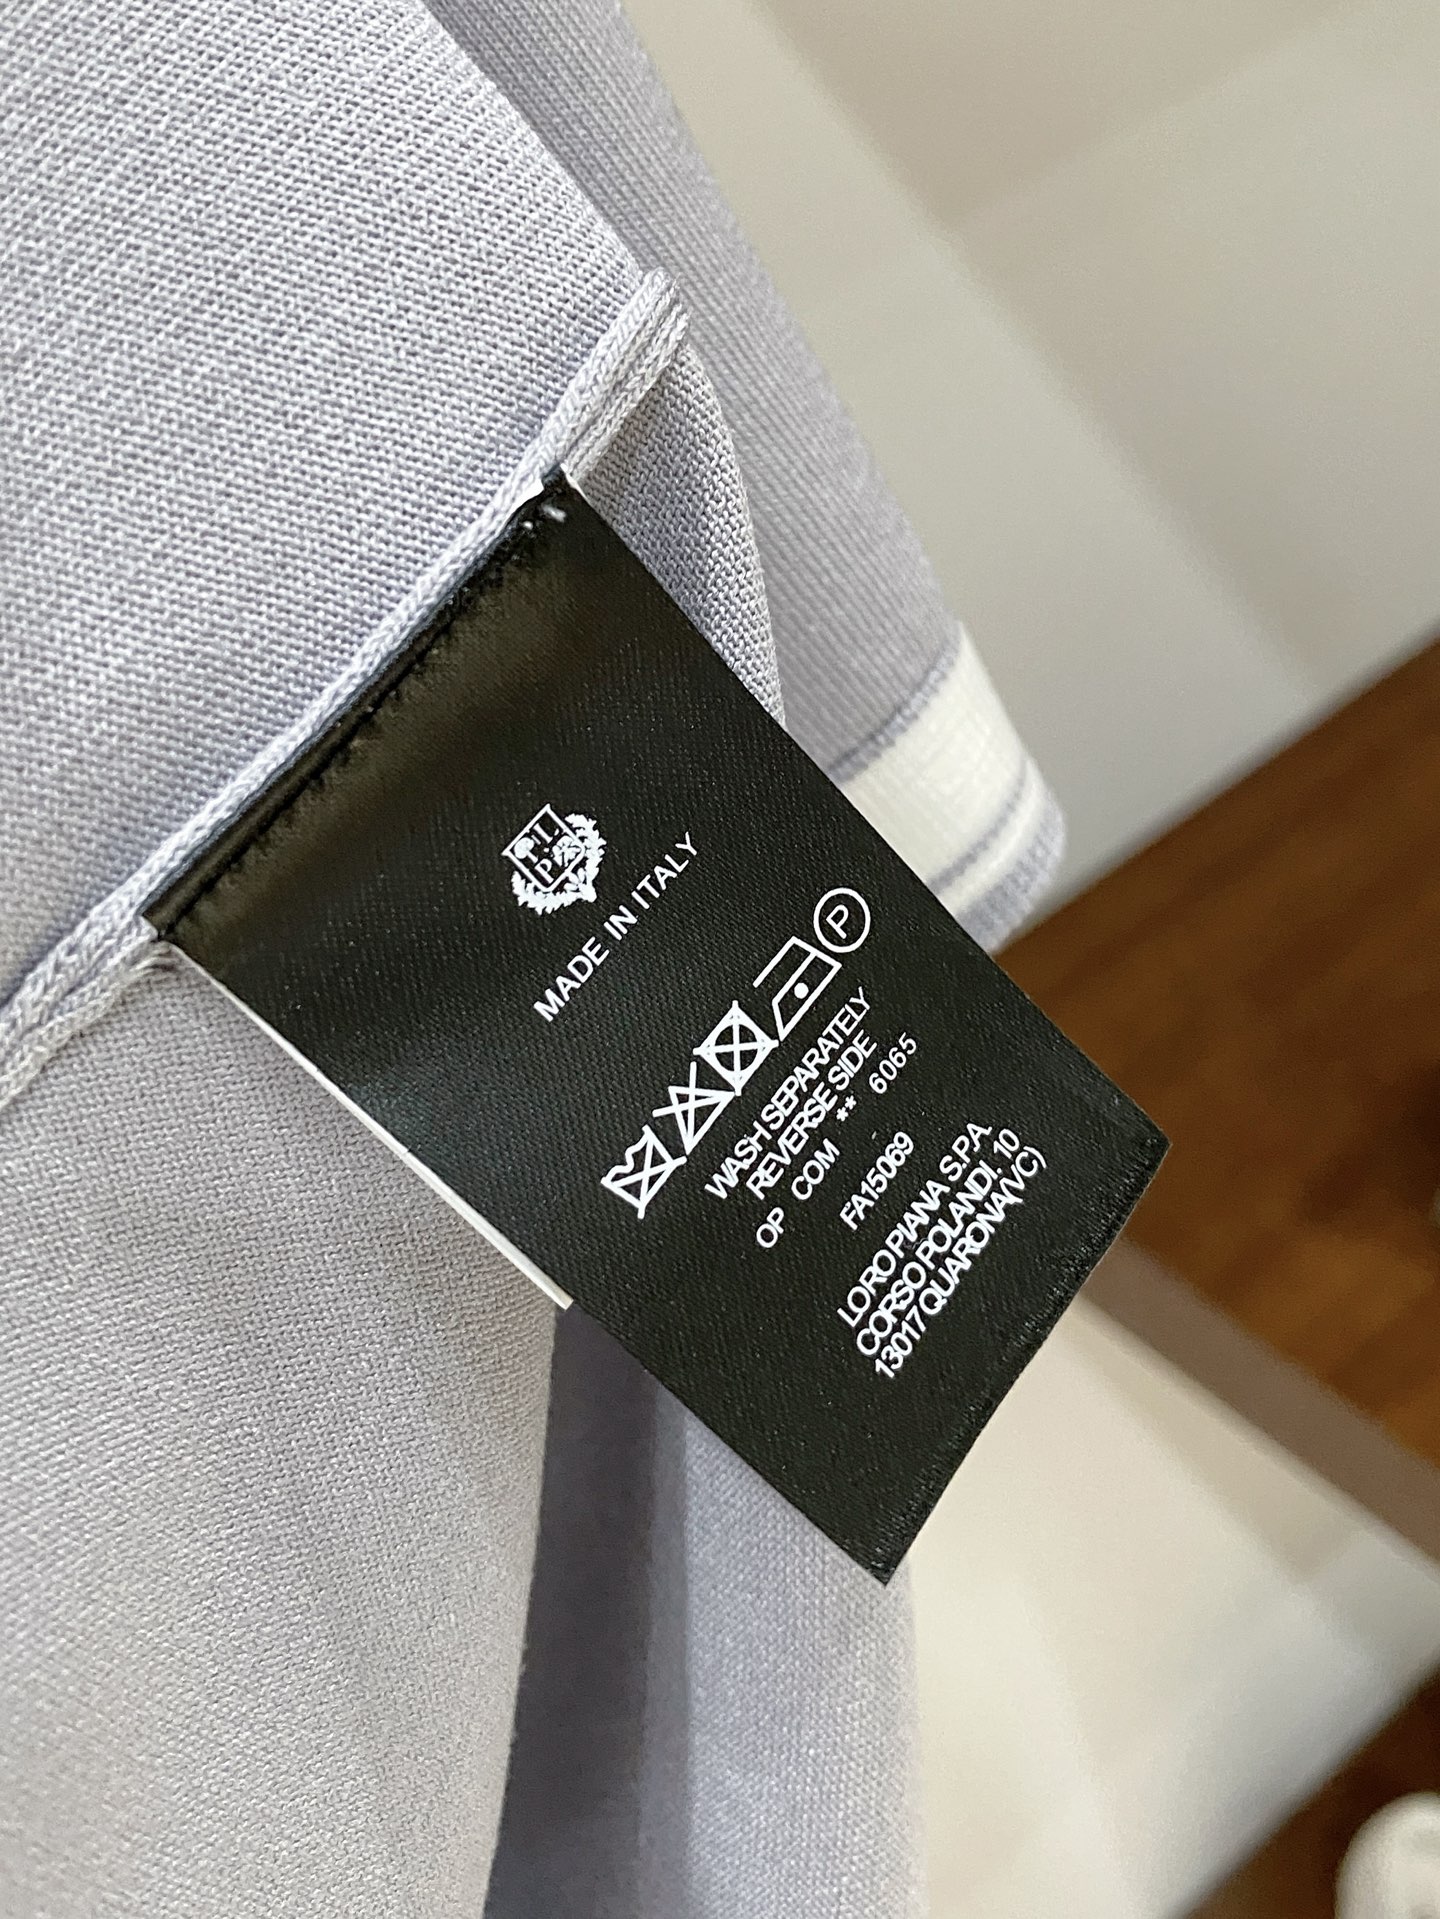 L
P
MADE IN ITALY
P
WASH SEPARATELY
REVERSE SIDE
OP COM ** 6065
FA15069
LORO PIANA S.P.A.
CORSO POLANDI, 10
13017 QUARONA(VC)